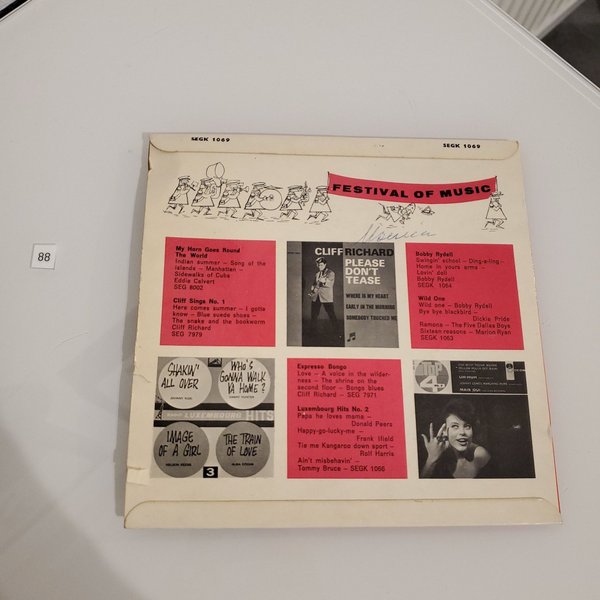 SEGK 1069
SEGK 1069
FESTIVAL OF MUSIC
88
My Horn Goes Round
The World
Indian summer – Song of the
islands – Manhattan –
Sidewalks of Cuba
Eddie Calvert
SEG 8002
Cliff Sings No. 1
Here comes summer – I gotta
know – Blue suede shoes –
The snake and the bookworm
Cliff Richard
SEG 7979
CLIFF RICHARD
PLEASE
DON'T
TEASE
WHERE IS MY HEART
EARLY IN THE MORNING
SOMEBODY TOUCHED ME
Bobby Rydell
Swingin' school – Ding-a-ling –
Home in yours arms –
Lovin' doll
Bobby Rydell
SEGK 1064
Wild One
Wild one – Bobby Rydell
Bye bye blackbird –
Dickie Pride
Ramona – The Five Dallas Boys
Sixteen reasons – Marion Ryan
SEGK 1063
SHAKIN'
ALL OVER
WHO'S
GONNA WALK
YA HOME?
LUXEMBOURG HITS
IMAGE
OF A GIRL
THE TRAIN
OF LOVE
3
Espresso Bongo
Love – A voice in the wilder-
ness – The shrine on the
second floor – Bongo blues
Cliff Richard – SEG 7971
Luxembourg Hits No. 2
Papa he loves mama –
Donald Peers
Happy-go-lucky-me –
Frank Ifield
Tie me Kangaroo down sport –
Rolf Harris
Ain't misbehavin' –
Tommy Bruce – SEGK 1066